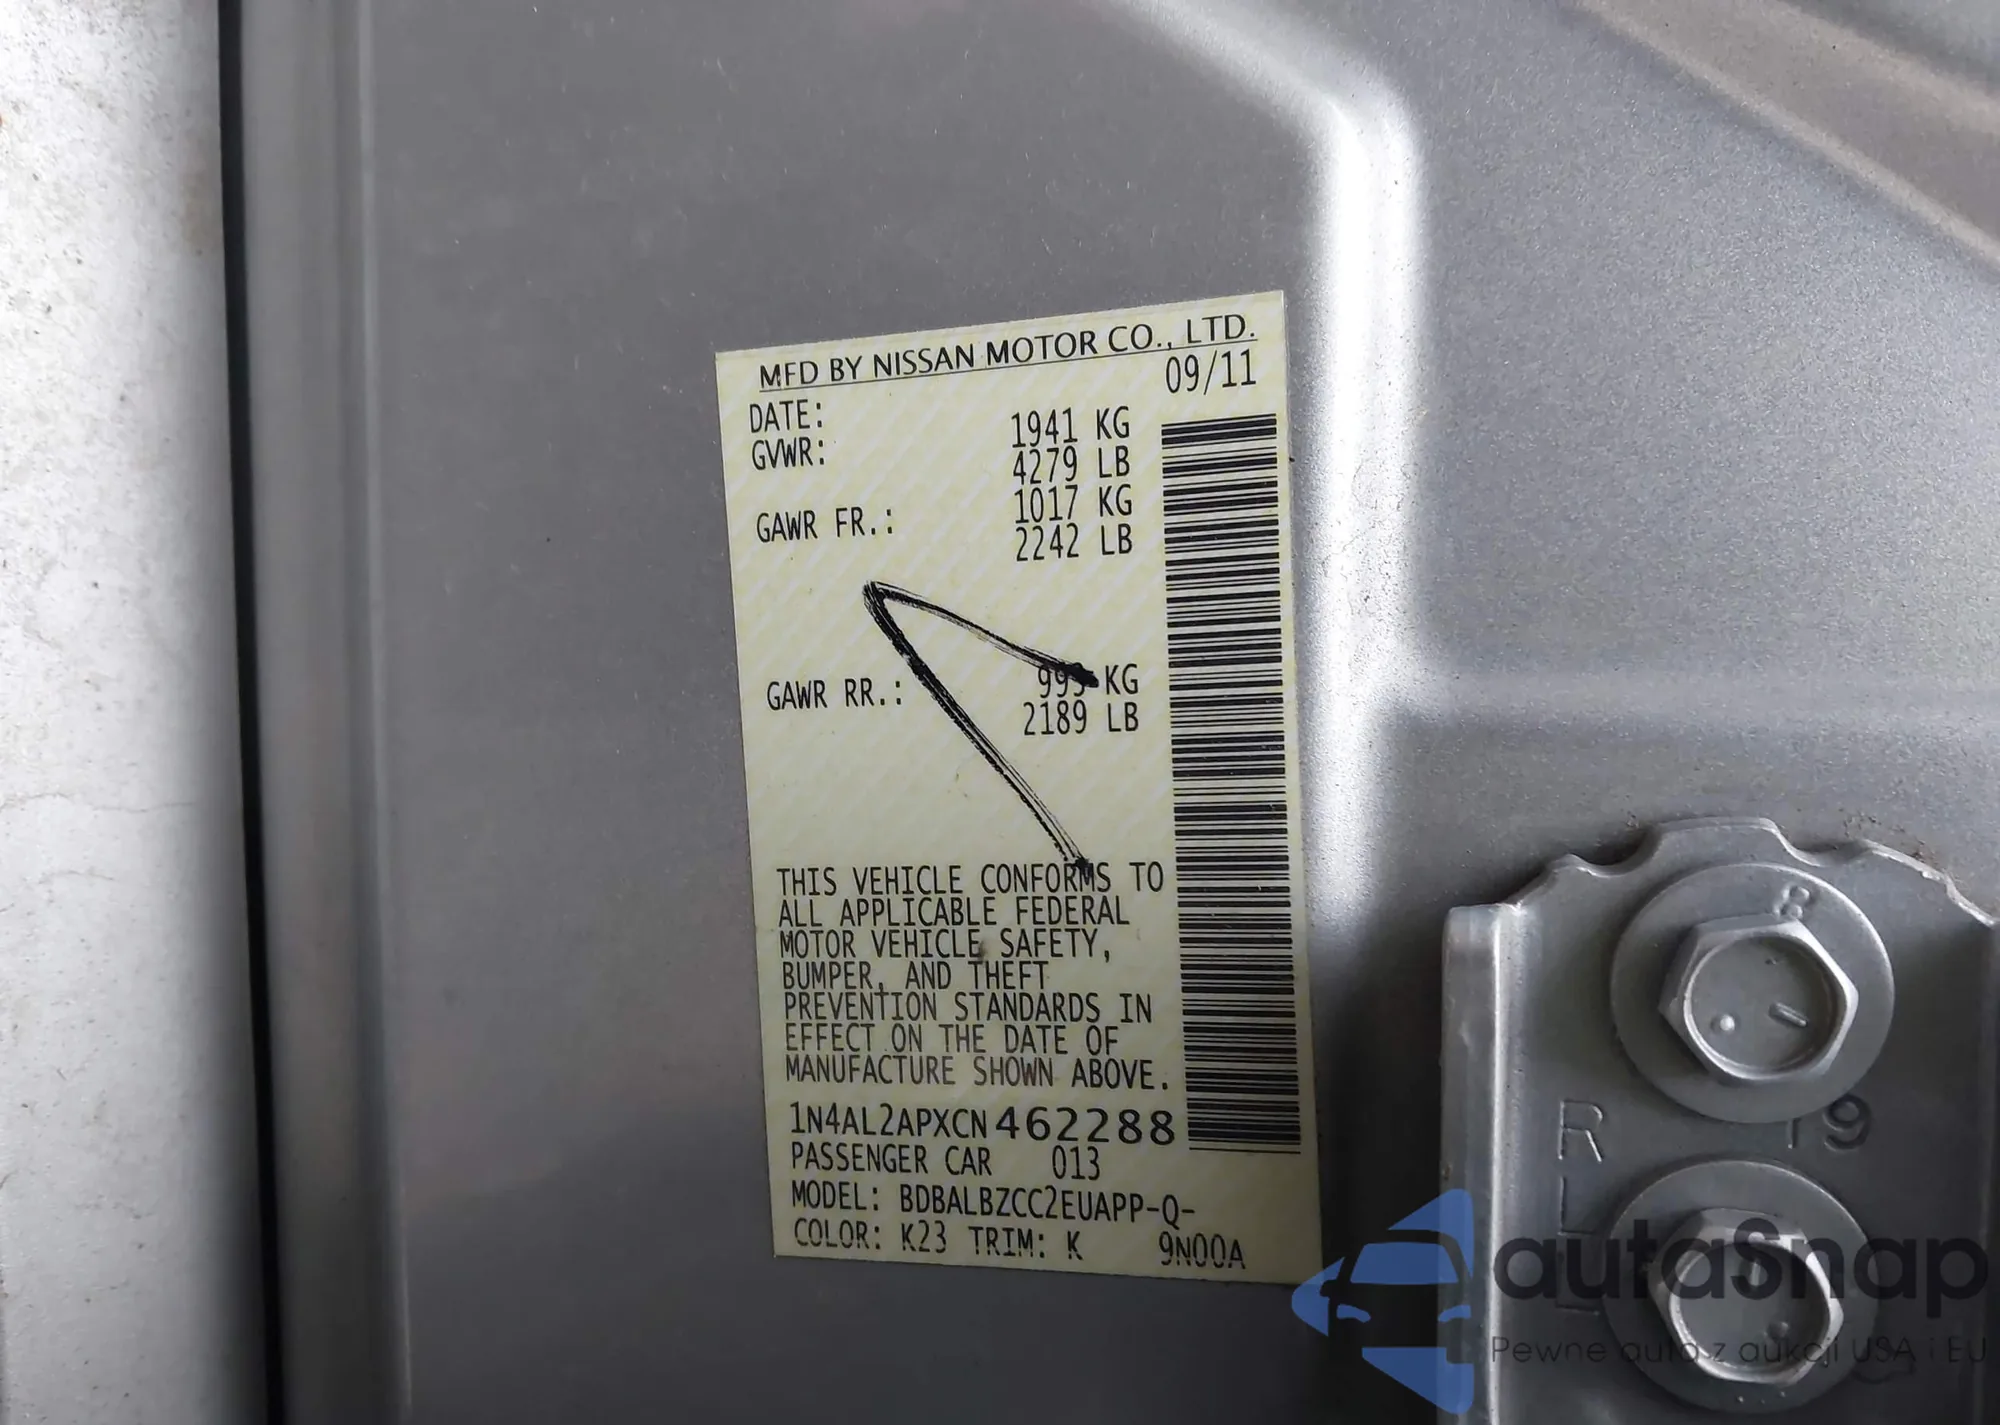 MFD BY NISSAN MOTOR CO., LTD.
DATE: 09/11
GVWR: 1941 KG
4279 LB
GAWR FR.: 1017 KG
2242 LB
GAWR RR.: 993 KG
2189 LB
THIS VEHICLE CONFORMS TO
ALL APPLICABLE FEDERAL
MOTOR VEHICLE SAFETY,
BUMPER, AND THEFT
PREVENTION STANDARDS IN
EFFECT ON THE DATE OF
MANUFACTURE SHOWN ABOVE.
1N4AL2APXCN462288
PASSENGER CAR 013
MODEL: BDBALBZCC2EUAPP-Q-
COLOR: K23 TRIM: K 9N00A
8
R 19
L
autaSnap
Pewne auta z aukcji USA i EU